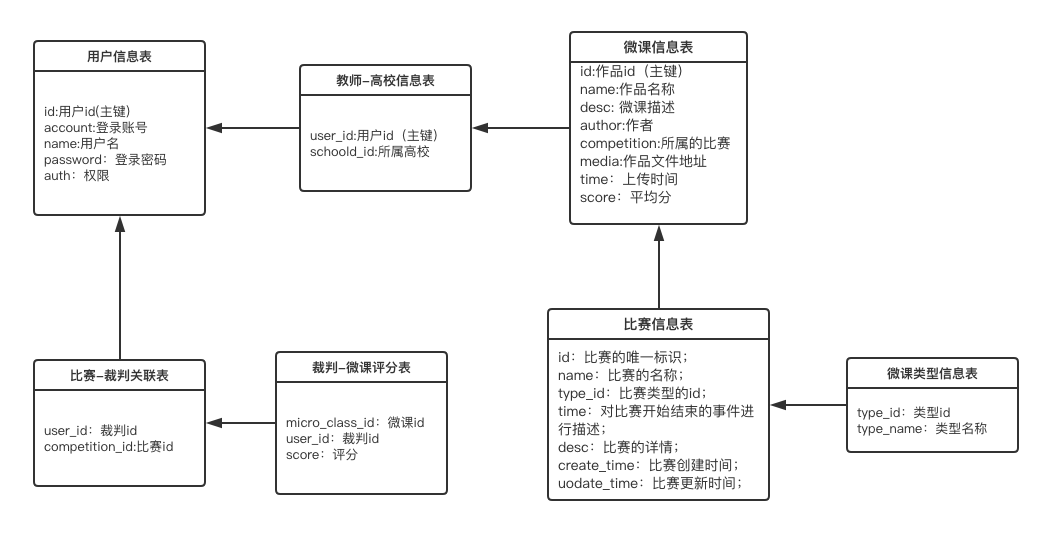 用户信息表
id:用户id(主键)
account:登录账号
name:用户名
password：登录密码
auth：权限
教师–高校信息表
user_id:用户id（主键）
schoold_id:所属高校
微课信息表
id:作品id（主键）
name:作品名称
desc: 微课描述
author:作者
competition:所属的比赛
media:作品文件地址
time：上传时间
score：平均分
比赛–裁判关联表
user_id：裁判id
competition_id:比赛id
裁判–微课评分表
micro_class_id：微课id
user_id：裁判id
score：评分
比赛信息表
id：比赛的唯一标识；
name：比赛的名称；
type_id：比赛类型的id；
time：对比赛开始结束的事件进
行描述；
desc：比赛的详情；
create_time：比赛创建时间；
uodate_time：比赛更新时间；
微课类型信息表
type_id：类型id
type_name：类型名称